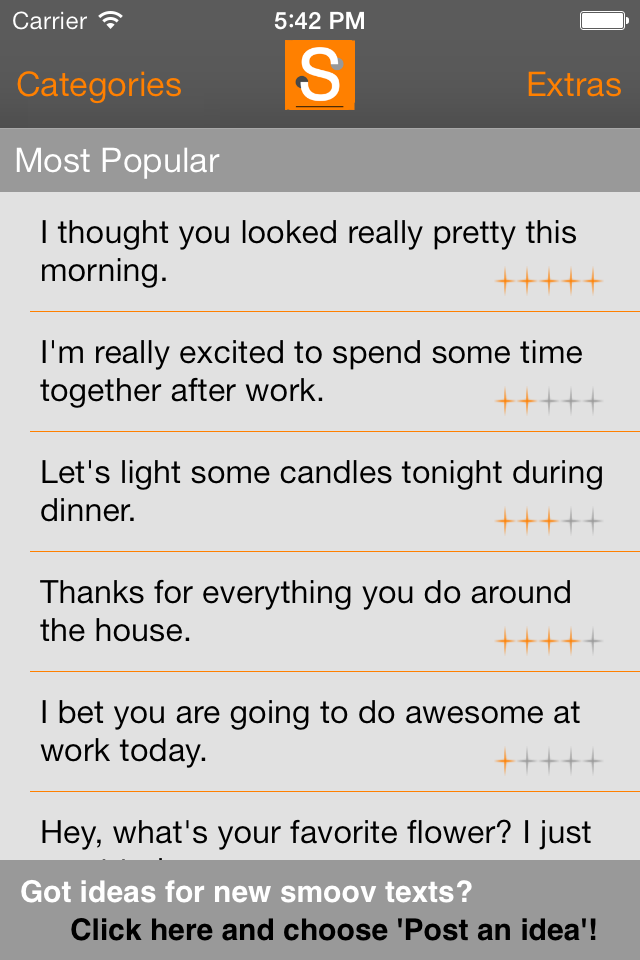 Carrier 5:42 PM
Categories S Extras
Most Popular
I thought you looked really pretty this
morning.
I'm really excited to spend some time
together after work.
Let's light some candles tonight during
dinner.
Thanks for everything you do around
the house.
I bet you are going to do awesome at
work today.
Hey, what's your favorite flower? I just
Got ideas for new smoov texts?
Click here and choose 'Post an idea'!